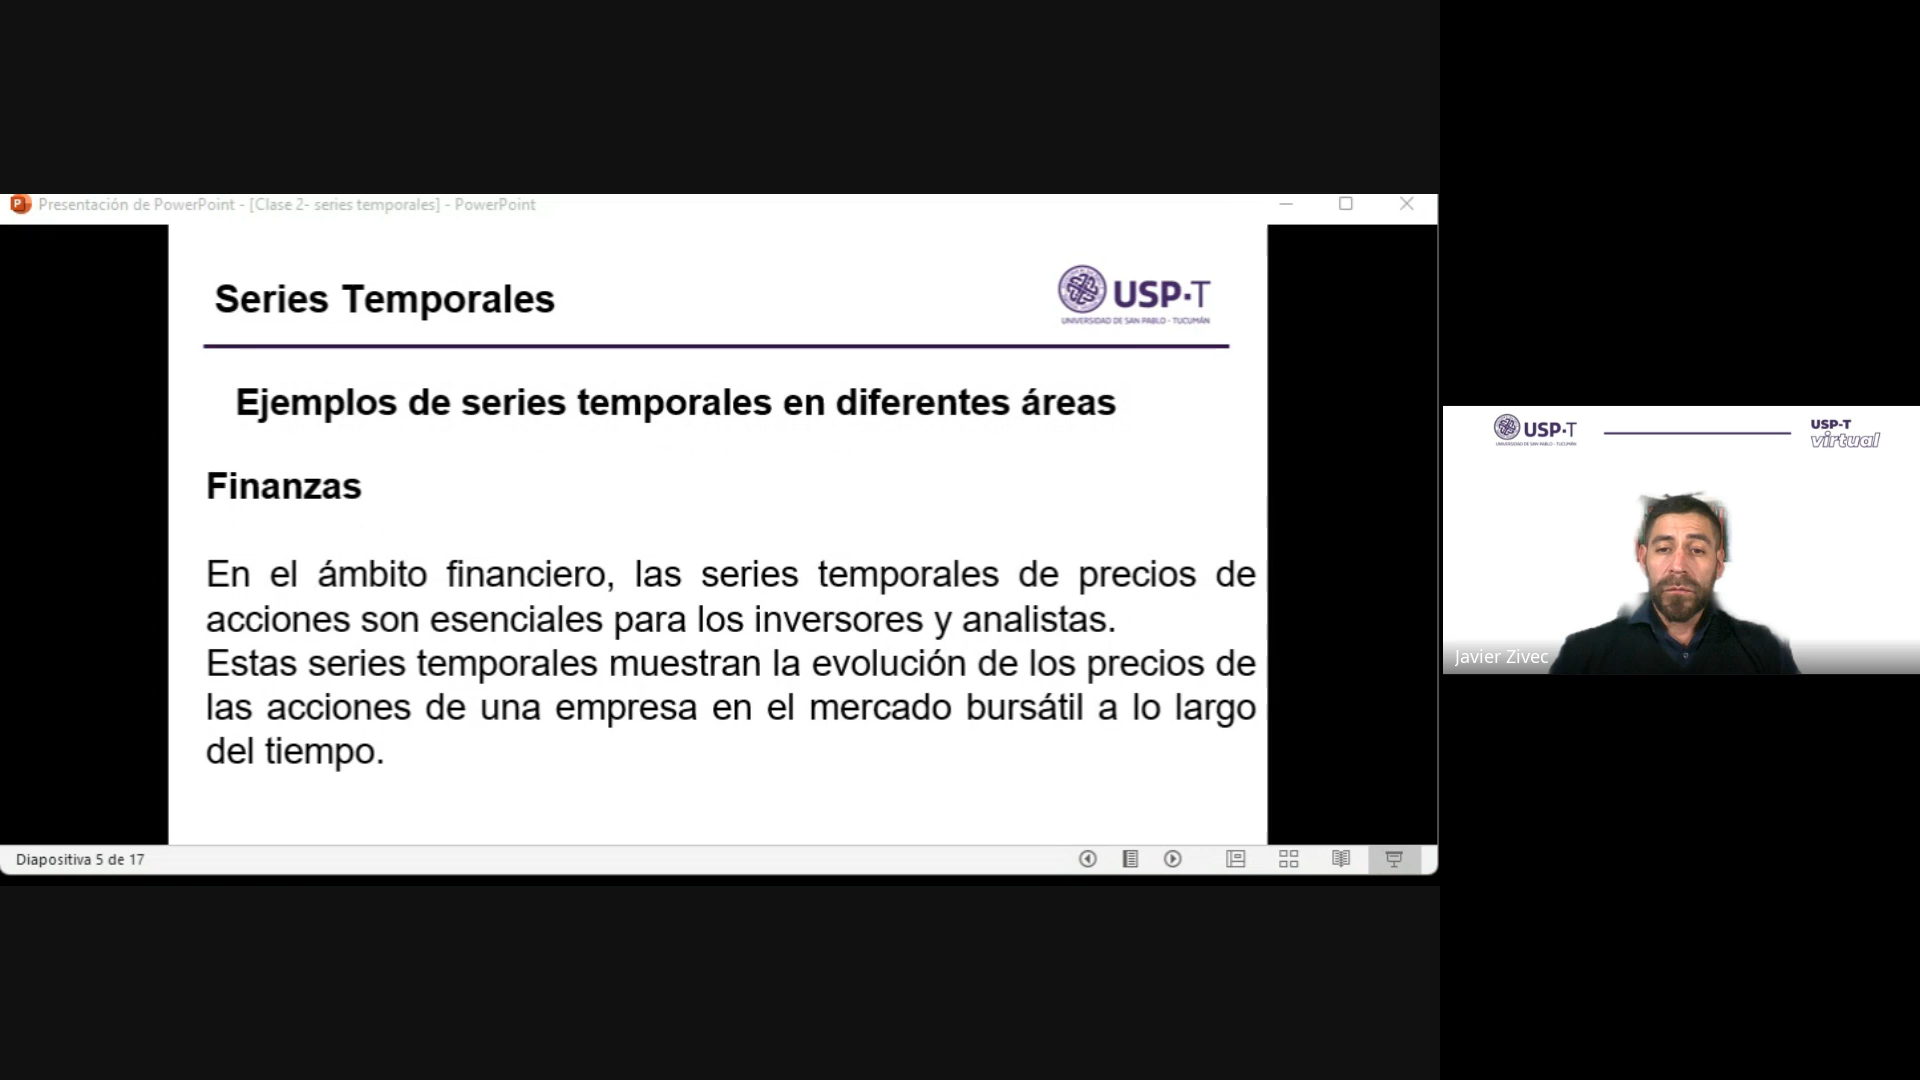 Presentación de PowerPoint - [Clase 2- series temporales] - PowerPoint
Series Temporales
USP·T
UNIVERSIDAD DE SAN PABLO - TUCUMÁN
Ejemplos de series temporales en diferentes áreas
Finanzas
En el ámbito financiero, las series temporales de precios de
acciones son esenciales para los inversores y analistas.
Estas series temporales muestran la evolución de los precios de
las acciones de una empresa en el mercado bursátil a lo largo
del tiempo.
Diapositiva 5 de 17
USP·T
UNIVERSIDAD DE SAN PABLO - TUCUMÁN
USP-T
virtual
Javier Zivec